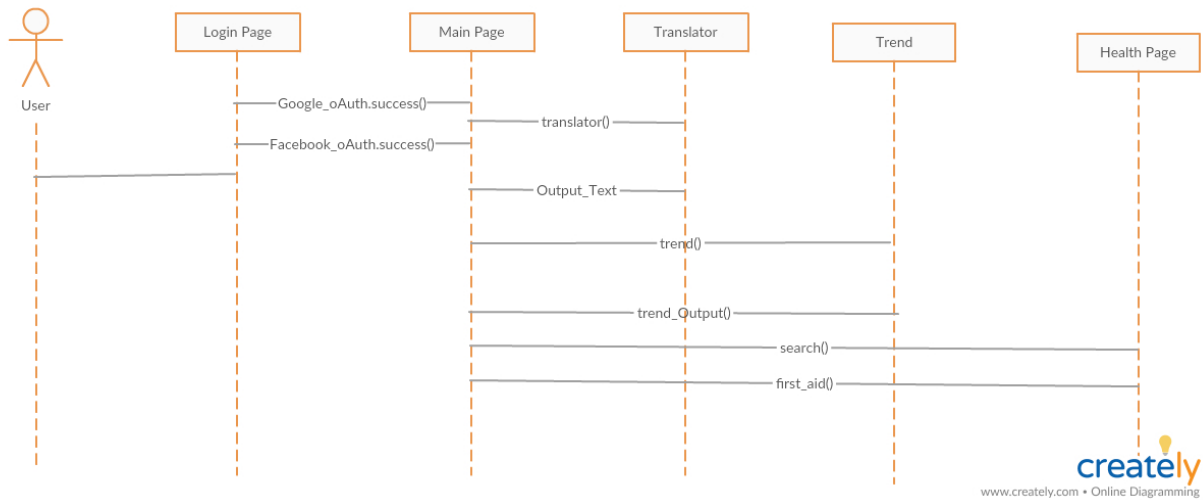 Login Page
Main Page
Translator
Trend
Health Page
User
Google_oAuth.success()
translator()
Facebook_oAuth.success()
Output_Text
trend()
trend_Output()
search()
first_aid()
creately
www.creately.com • Online Diagramming